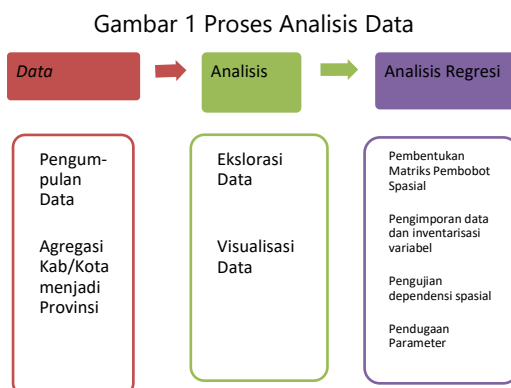 Gambar 1 Proses Analisis Data
Data
Analisis
Analisis Regresi
Pengum-
pulan
Data
Agregasi
Kab/Kota
menjadi
Provinsi
Ekslorasi
Data
Visualisasi
Data
Pembentukan
Matriks Pembobot
Spasial
Pengimporan data
dan inventarisasi
variabel
Pengujian
dependensi spasial
Pendugaan
Parameter